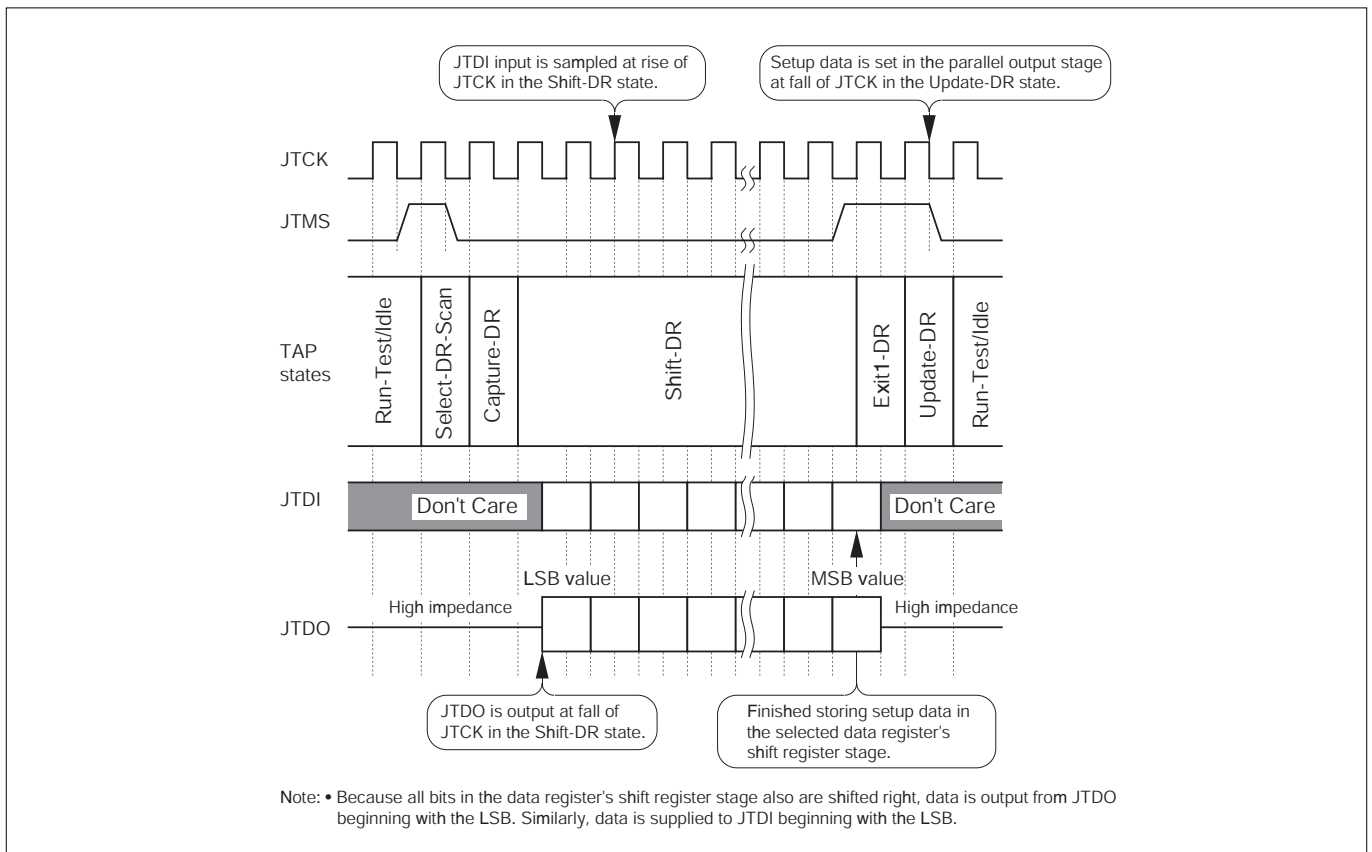 JTDI input is sampled at rise of
JTCK in the Shift-DR state.
Setup data is set in the parallel output stage
at fall of JTCK in the Update-DR state.
JTCK
JTMS
TAP
states
Run-Test/Idle
Select-DR-Scan
Capture-DR
Shift-DR
Exit1-DR
Update-DR
Run-Test/Idle
JTDI
Don't Care
Don't Care
LSB value
MSB value
High impedance
High impedance
JTDO
JTDO is output at fall of
JTCK in the Shift-DR state.
Finished storing setup data in
the selected data register's
shift register stage.
Note: • Because all bits in the data register's shift register stage also are shifted right, data is output from JTDO
beginning with the LSB. Similarly, data is supplied to JTDI beginning with the LSB.